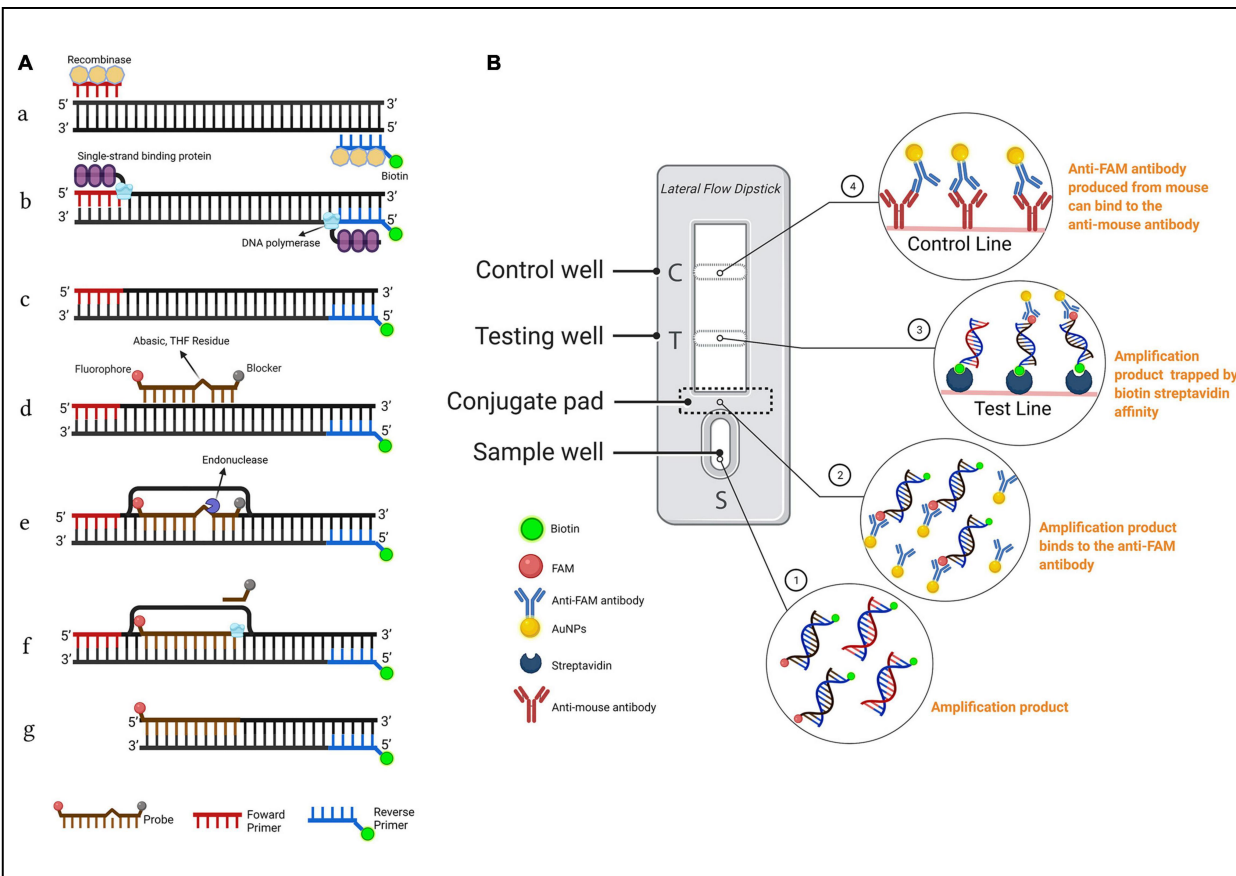 A
Recombinase
a
5′
3′
3′
5′
Biotin
Single-strand binding protein
b
5′
3′
3′
5′
DNA polymerase
c
5′
3′
3′
5′
Abasic, THF Residue
Fluorophore
Blocker
d
5′
3′
3′
5′
Endonuclease
e
5′
3′
3′
5′
f
5′
3′
3′
5′
g
5′
3′
3′
5′
Probe
Foward
Primer
Reverse
Primer
B
Lateral Flow Dipstick
Control well
C
Testing well
T
Conjugate pad
Sample well
S
Biotin
FAM
Anti-FAM antibody
AuNPs
Streptavidin
Anti-mouse antibody
4
Control Line
Anti-FAM antibody
produced from mouse
can bind to the
anti-mouse antibody
3
Test Line
Amplification
product trapped by
biotin streptavidin
affinity
2
Amplification product
binds to the anti-FAM
antibody
1
Amplification product